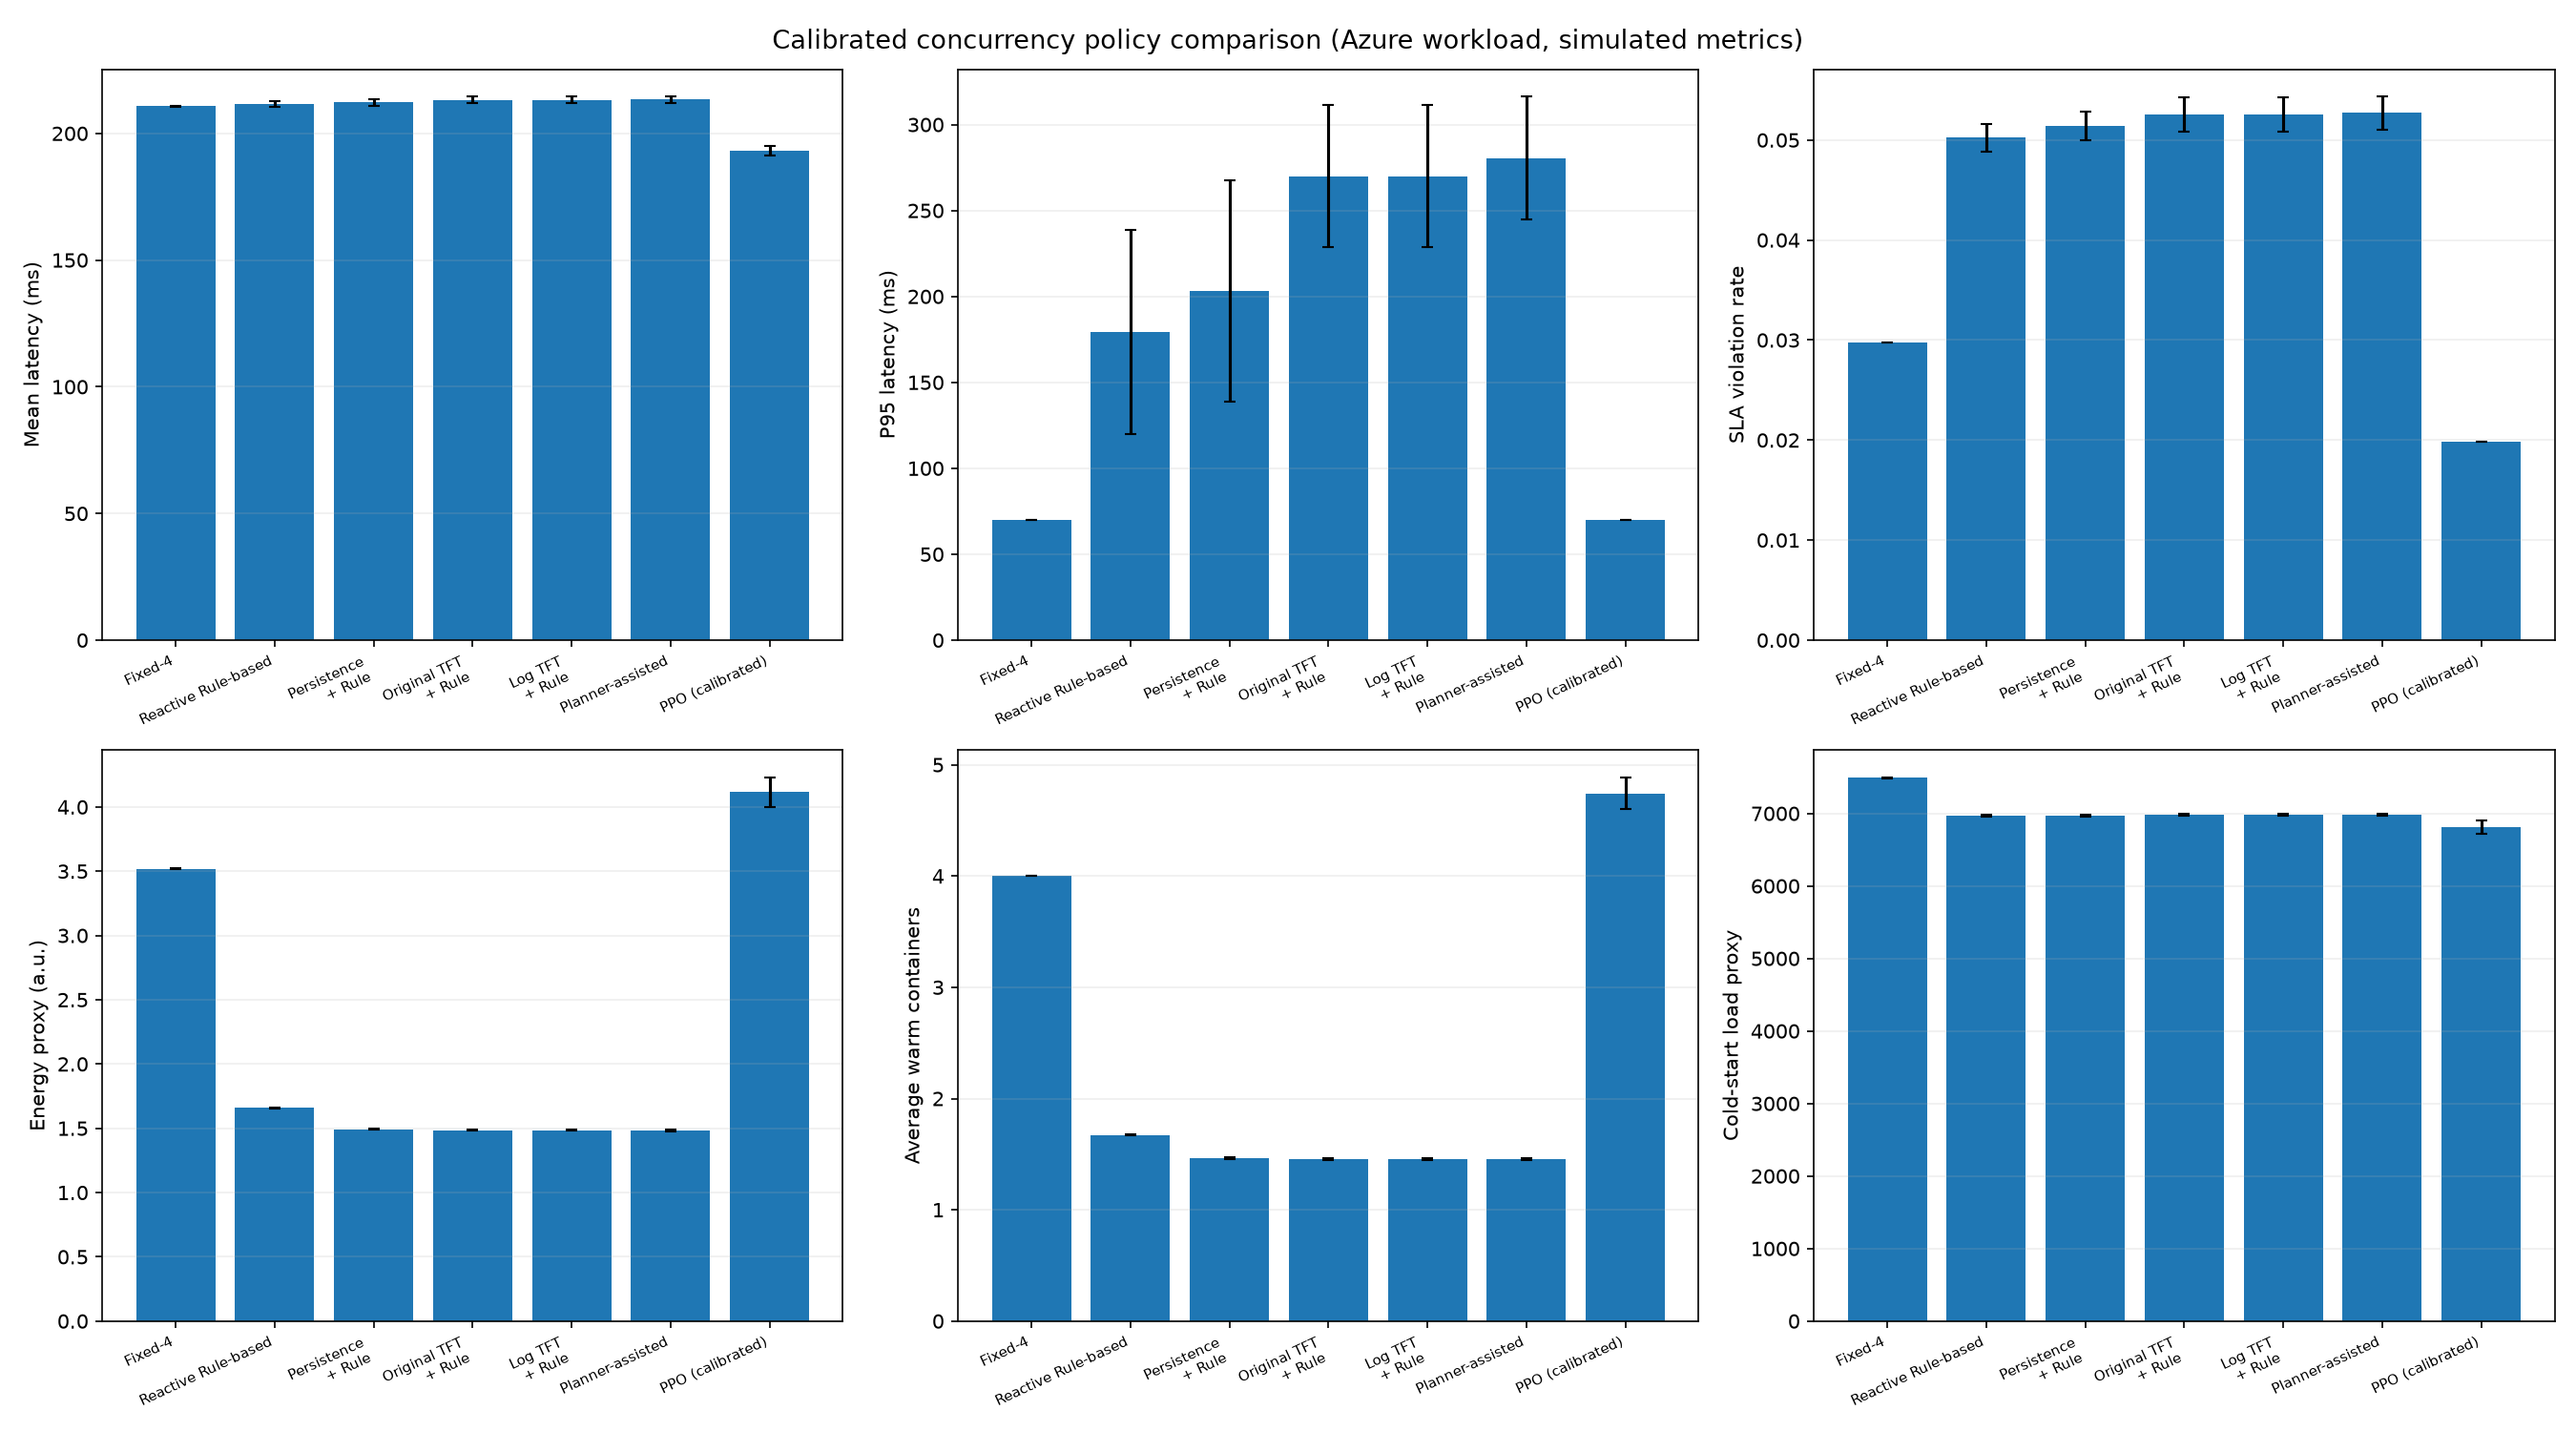 Calibrated concurrency policy comparison (Azure workload, simulated metrics)
Mean latency (ms)
200
150
100
50
0
Fixed-4
Reactive Rule-based
Persistence
+ Rule
Original TFT
+ Rule
Log TFT
+ Rule
Planner-assisted
PPO (calibrated)
P95 latency (ms)
300
250
200
150
100
50
0
Fixed-4
Reactive Rule-based
Persistence
+ Rule
Original TFT
+ Rule
Log TFT
+ Rule
Planner-assisted
PPO (calibrated)
SLA violation rate
0.05
0.04
0.03
0.02
0.01
0.00
Fixed-4
Reactive Rule-based
Persistence
+ Rule
Original TFT
+ Rule
Log TFT
+ Rule
Planner-assisted
PPO (calibrated)
Energy proxy (a.u.)
4.0
3.5
3.0
2.5
2.0
1.5
1.0
0.5
0.0
Fixed-4
Reactive Rule-based
Persistence
+ Rule
Original TFT
+ Rule
Log TFT
+ Rule
Planner-assisted
PPO (calibrated)
Average warm containers
5
4
3
2
1
0
Fixed-4
Reactive Rule-based
Persistence
+ Rule
Original TFT
+ Rule
Log TFT
+ Rule
Planner-assisted
PPO (calibrated)
Cold-start load proxy
7000
6000
5000
4000
3000
2000
1000
0
Fixed-4
Reactive Rule-based
Persistence
+ Rule
Original TFT
+ Rule
Log TFT
+ Rule
Planner-assisted
PPO (calibrated)